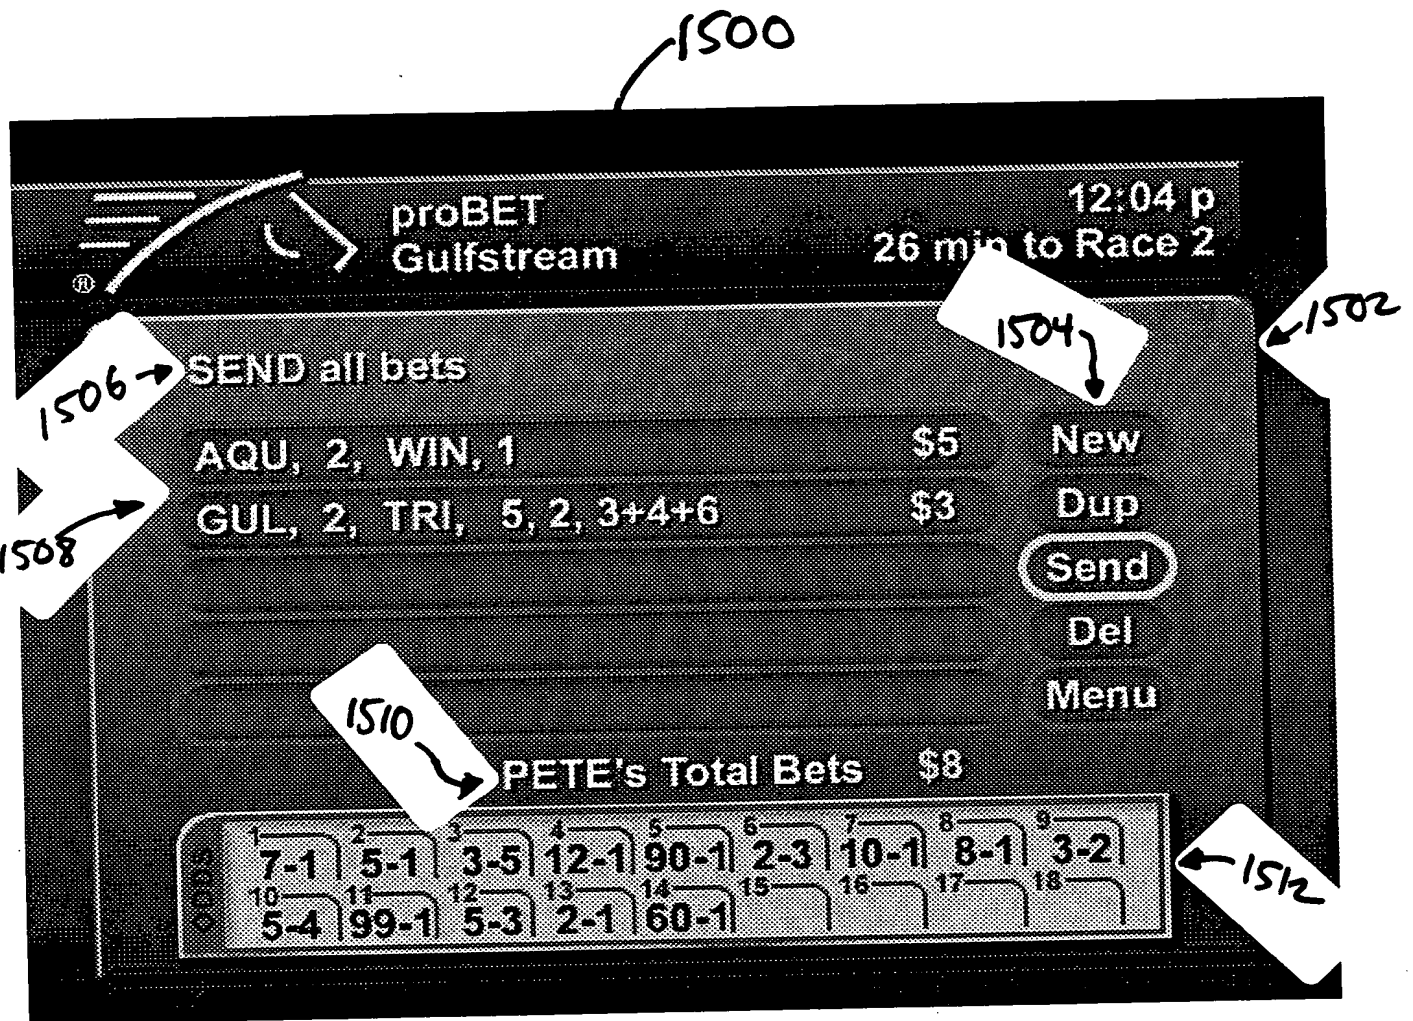 1500
proBET
Gulfstream
12:04 p
26 min to Race 2
®
1502
1504
1506
SEND all bets
AQU, 2, WIN, 1 $5
GUL, 2, TRI, 5, 2, 3+4+6 $3
1508
New
Dup
Send
Del
Menu
1510
PETE's Total Bets $8
ODDS
1 2 3 4 5 6 7 8 9
7-1 5-1 3-5 12-1 90-1 2-3 10-1 8-1 3-2
10 11 12 13 14 15 16 17 18
5-4 99-1 5-3 2-1 60-1
1512